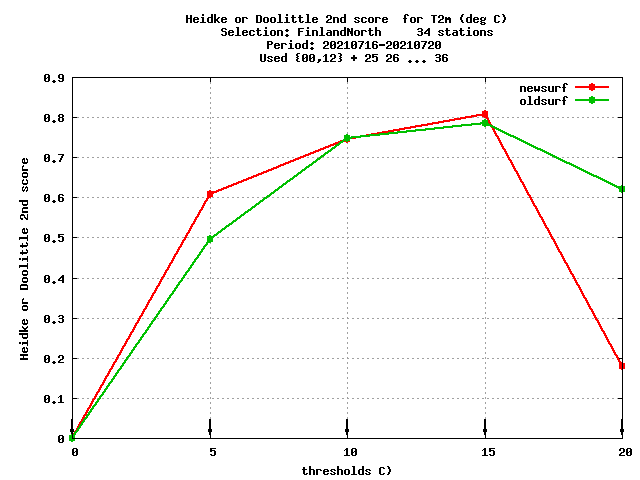 Heidke or Doolittle 2nd score  for T2m (deg C)
Selection: FinlandNorth     34 stations
Period: 20210716-20210720
Used {00,12} + 25 26 ... 36
newsurf
oldsurf
Heidke or Doolittle 2nd score
0.9
0.8
0.7
0.6
0.5
0.4
0.3
0.2
0.1
0
0 5 10 15 20
thresholds C)